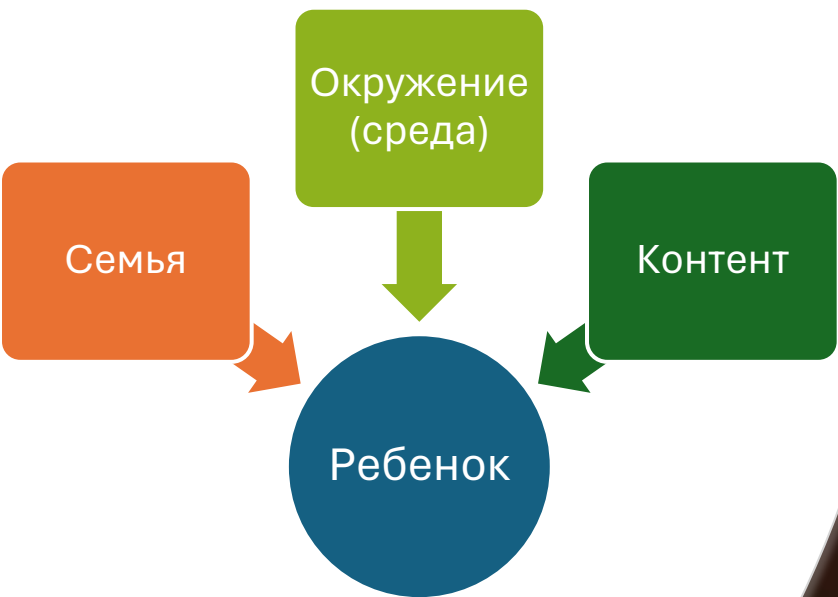 Окружение
(среда)
Семья
Контент
Ребенок